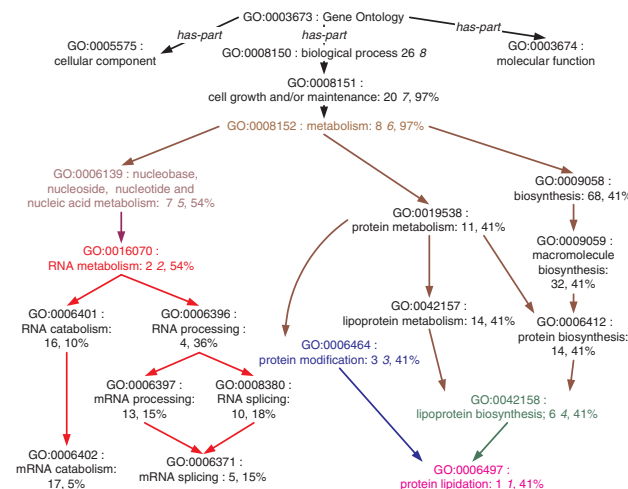 GO:0003673 : Gene Ontology
has-part
has-part
has-part
GO:0005575 :
cellular component
GO:0008150 : biological process 26 8
GO:0003674 :
molecular function
GO:0008151 :
cell growth and/or maintenance: 20 7, 97%
GO:0008152 : metabolism: 8 6, 97%
GO:0006139 : nucleobase,
nucleoside, nucleotide and
nucleic acid metabolism: 7 5, 54%
GO:0009058 :
biosynthesis: 68, 41%
GO:0019538 :
protein metabolism: 11, 41%
GO:0016070 :
RNA metabolism: 2 2, 54%
GO:0009059 :
macromolecule
biosynthesis:
32, 41%
GO:0006401 :
RNA catabolism:
16, 10%
GO:0006396 :
RNA processing :
4, 36%
GO:0042157 :
lipoprotein metabolism: 14, 41%
GO:0006412 :
protein biosynthesis:
14, 41%
GO:0006464 :
protein modification: 3 3, 41%
GO:0006397 :
mRNA processing:
13, 15%
GO:0008380 :
RNA splicing:
10, 18%
GO:0042158 :
lipoprotein biosynthesis; 6 4, 41%
GO:0006402 :
mRNA catabolism:
17, 5%
GO:0006371 :
mRNA splicing : 5, 15%
GO:0006497 :
protein lipidation: 1 1, 41%